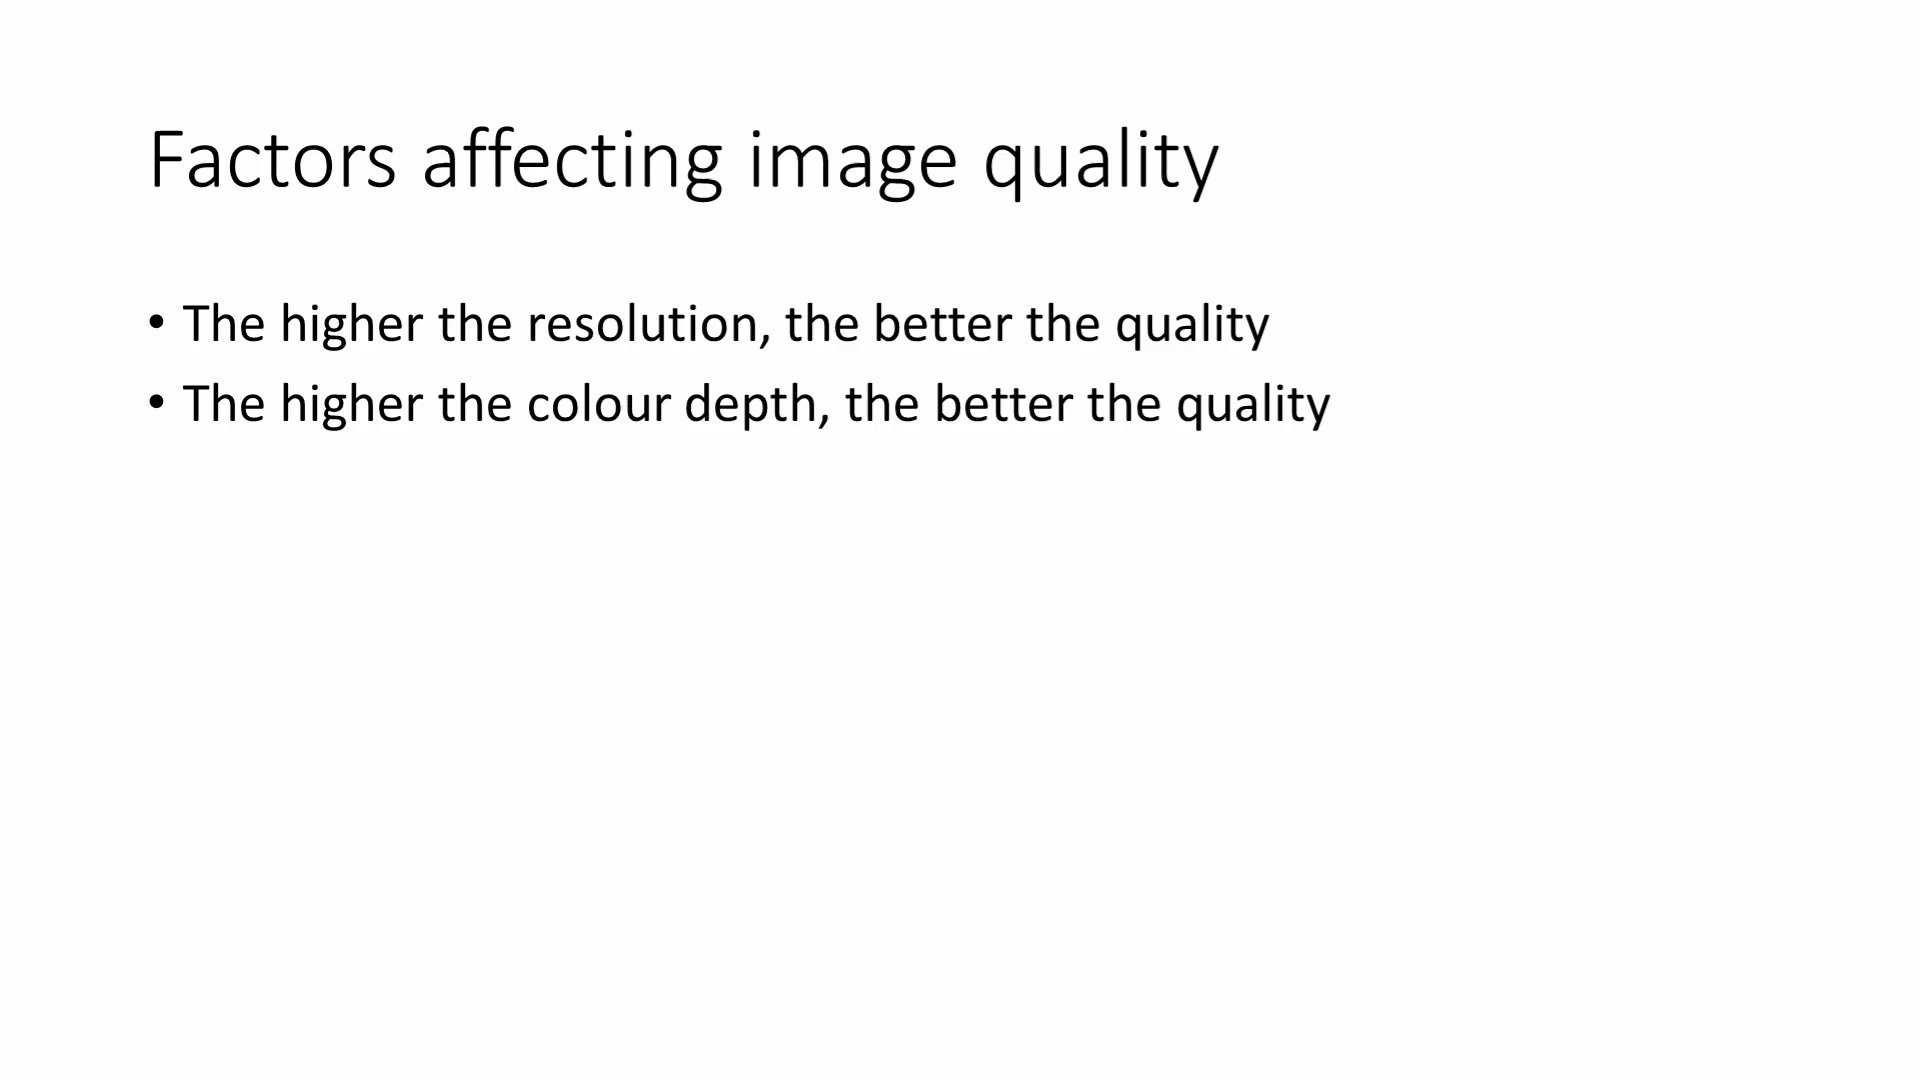 Factors affecting image quality
• The higher the resolution, the better the quality
• The higher the colour depth, the better the quality